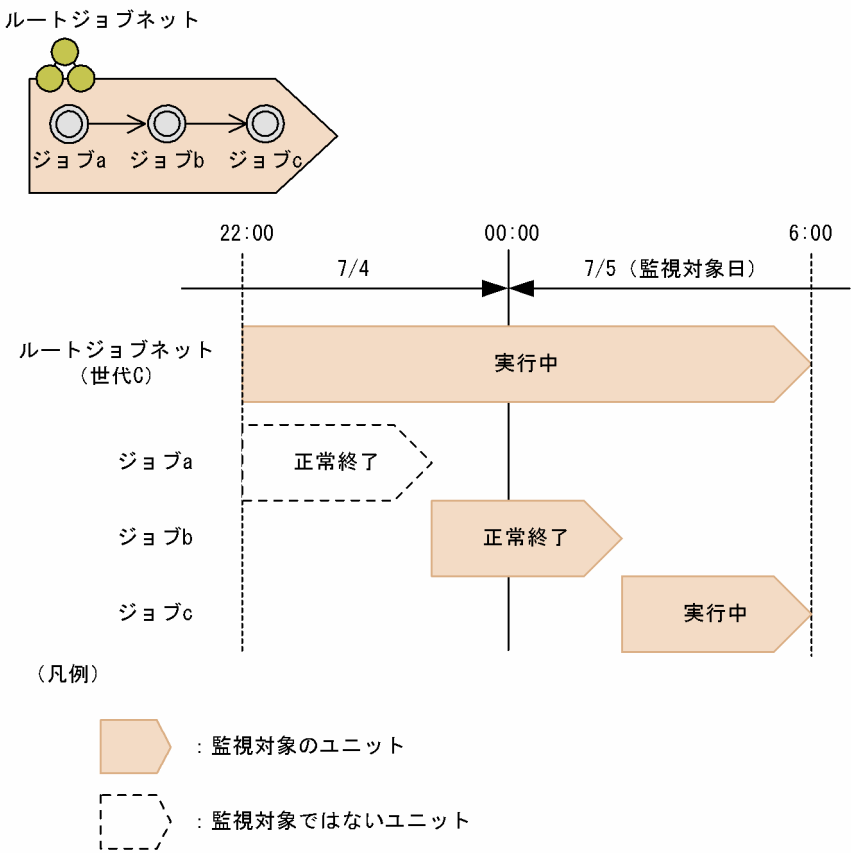 ルートジョブネット
ジョブa ジョブb ジョブc
22:00 00:00 6:00
7/4 7/5（監視対象日）
ルートジョブネット
（世代C）
実行中
ジョブa
正常終了
ジョブb
正常終了
ジョブc
実行中
（凡例）
：監視対象のユニット
：監視対象ではないユニット